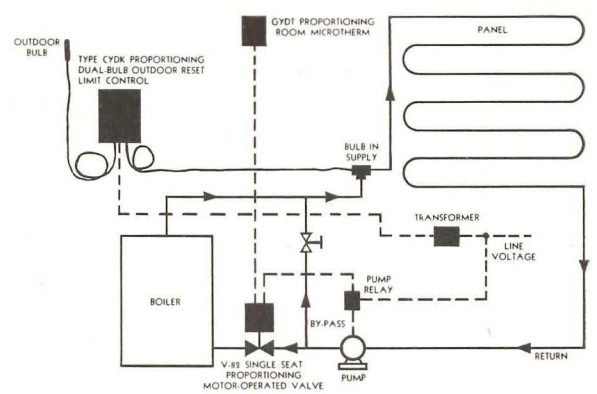 GYDT PROPORTIONING
ROOM MICROTHERM
PANEL
OUTDOOR
BULB
TYPE CYDK PROPORTIONING
DUAL-BULB OUTDOOR RESET
LIMIT CONTROL
BULB IN
SUPPLY
TRANSFORMER
LINE
VOLTAGE
PUMP
RELAY
BOILER
BY-PASS
V-82 SINGLE SEAT
PROPORTIONING
MOTOR-OPERATED VALVE
PUMP
RETURN